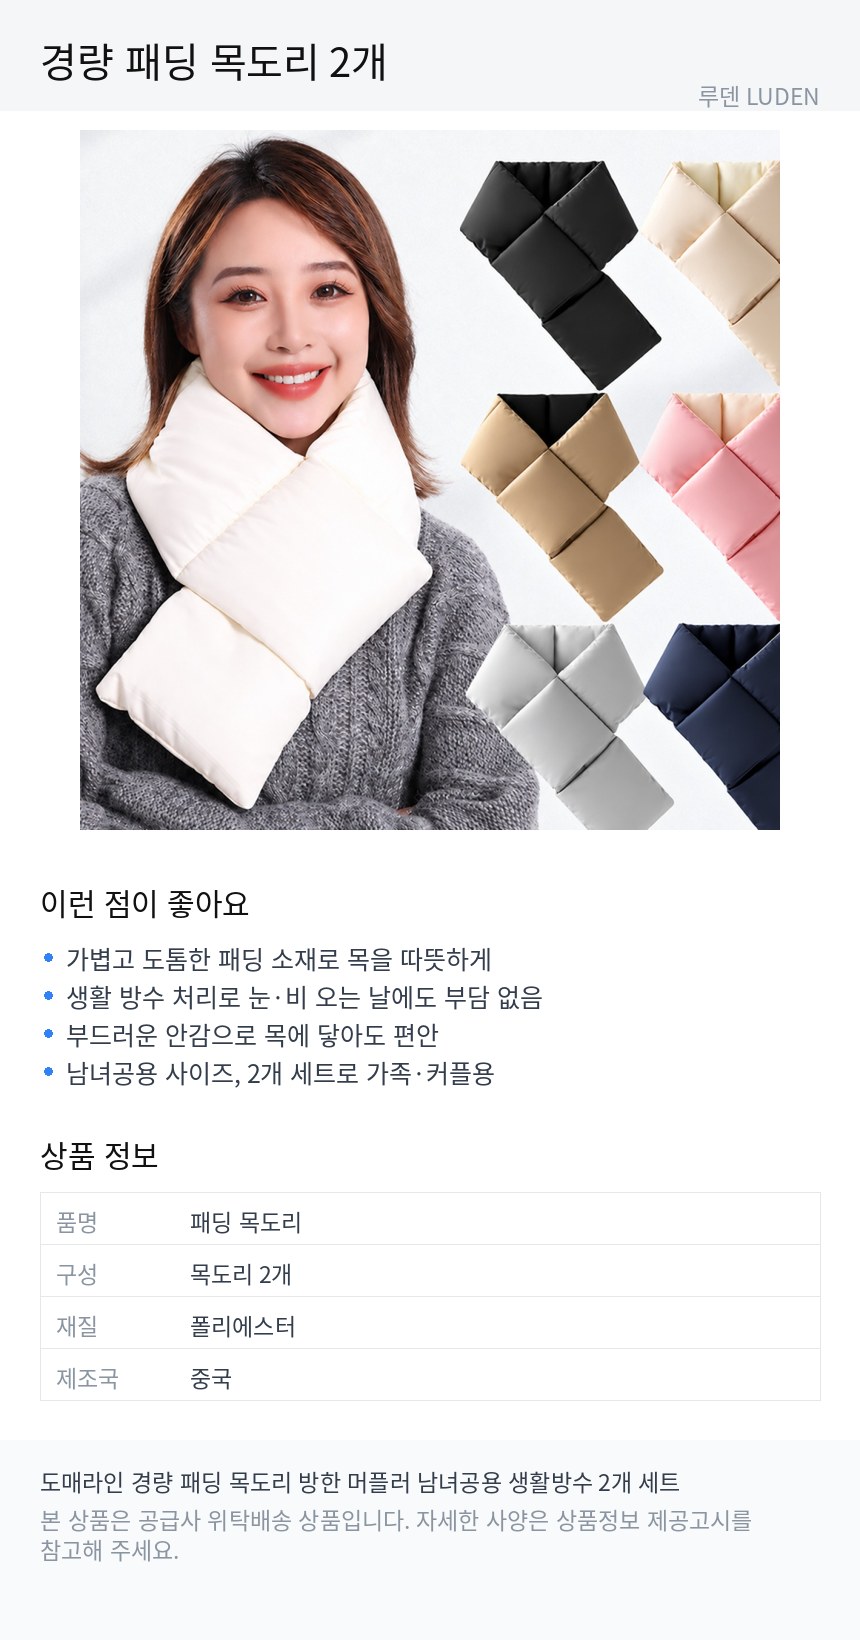 경량 패딩 목도리 2개
루덴 LUDEN
이런 점이 좋아요
가볍고 도톰한 패딩 소재로 목을 따뜻하게
생활 방수 처리로 눈·비 오는 날에도 부담 없음
부드러운 안감으로 목에 닿아도 편안
남녀공용 사이즈, 2개 세트로 가족·커플용
상품 정보
품명 패딩 목도리
구성 목도리 2개
재질 폴리에스터
제조국 중국
도매라인 경량 패딩 목도리 방한 머플러 남녀공용 생활방수 2개 세트
본 상품은 공급사 위탁배송 상품입니다. 자세한 사양은 상품정보 제공고시를
참고해 주세요.